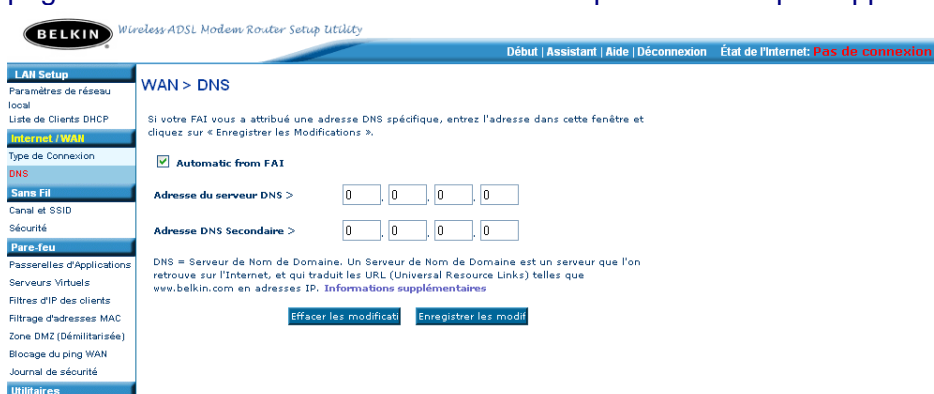 BELKIN
Wireless ADSL Modem Router Setup Utility
Début | Assistant | Aide | Déconnexion État de l'Internet: Pas de connexion
LAN Setup
Paramètres de réseau
local
Liste de Clients DHCP
Internet / WAN
Type de Connexion
DNS
Sans Fil
Canal et SSID
Sécurité
Pare-feu
Passerelles d'Applications
Serveurs Virtuels
Filtres d'IP des clients
Filtrage d'adresses MAC
Zone DMZ (Démilitarisée)
Blocage du ping WAN
Journal de sécurité
Utilitaires
WAN > DNS
Si votre FAI vous a attribué une adresse DNS spécifique, entrez l'adresse dans cette fenêtre et
cliquez sur « Enregistrer les Modifications ».
Automatic from FAI
Adresse du serveur DNS > 0 . 0 . 0 . 0
Adresse DNS Secondaire > 0 . 0 . 0 . 0
DNS = Serveur de Nom de Domaine. Un Serveur de Nom de Domaine est un serveur que l'on
retrouve sur l'Internet, et qui traduit les URL (Universal Resource Links) telles que
www.belkin.com en adresses IP. Informations supplémentaires
Effacer les modificati Enregistrer les modif